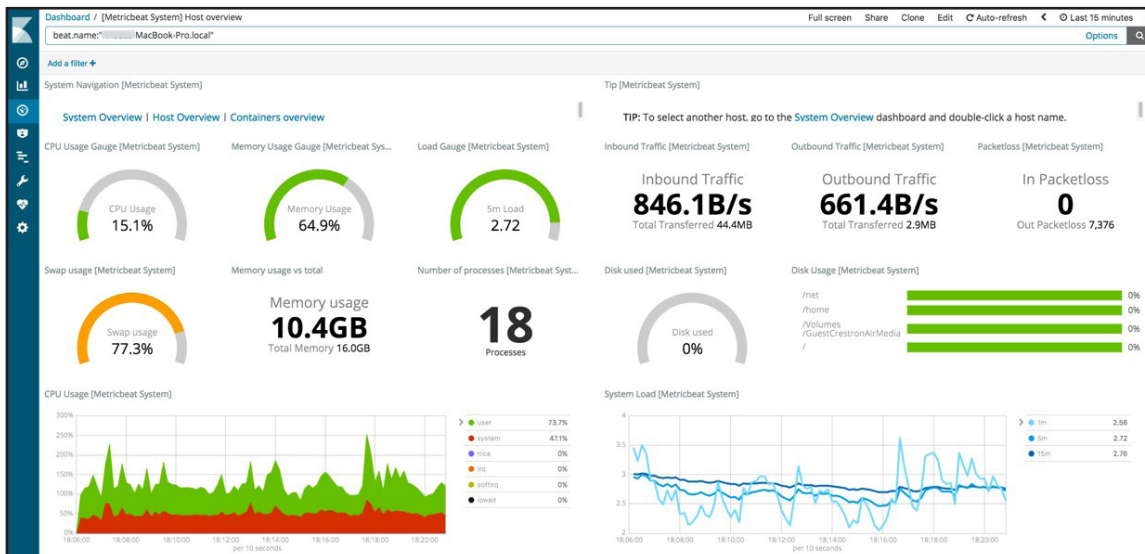 Dashboard / [Metricbeat System] Host overview
Full screen Share Clone Edit Auto-refresh Last 15 minutes
beat.name:" MacBook-Pro.local"
Options
Add a filter +
System Navigation [Metricbeat System]
Tip [Metricbeat System]
System Overview | Host Overview | Containers overview
TIP: To select another host, go to the System Overview dashboard and double-click a host name.
CPU Usage Gauge [Metricbeat System]
Memory Usage Gauge [Metricbeat Sys...
Load Gauge [Metricbeat System]
Inbound Traffic [Metricbeat System]
Outbound Traffic [Metricbeat System]
Packetloss [Metricbeat System]
CPU Usage
15.1%
Memory Usage
64.9%
5m Load
2.72
Inbound Traffic
846.1B/s
Total Transferred 44.4MB
Outbound Traffic
661.4B/s
Total Transferred 2.9MB
In Packetloss
0
Out Packetloss 7,376
Swap usage [Metricbeat System]
Memory usage vs total
Number of processes [Metricbeat Syst...
Disk used [Metricbeat System]
Disk Usage [Metricbeat System]
Swap usage
77.3%
Memory usage
10.4GB
Total Memory 16.0GB
18
Processes
Disk used
0%
/net 0%
/home 0%
/Volumes
/GuestCrestronAirMedia 0%
/ 0%
CPU Usage [Metricbeat System]
300%
250%
200%
150%
100%
50%
0%
18:06:00 18:08:00 18:10:00 18:12:00 18:14:00 18:16:00 18:18:00 18:20:00
per 10 seconds
user 73.7%
system 47.1%
nice 0%
irq 0%
softirq 0%
iowait 0%
System Load [Metricbeat System]
4
3.5
3
2.5
2
18:06:00 18:08:00 18:10:00 18:12:00 18:14:00 18:16:00 18:18:00 18:20:00
per 10 seconds
1m 2.56
5m 2.72
15m 2.76